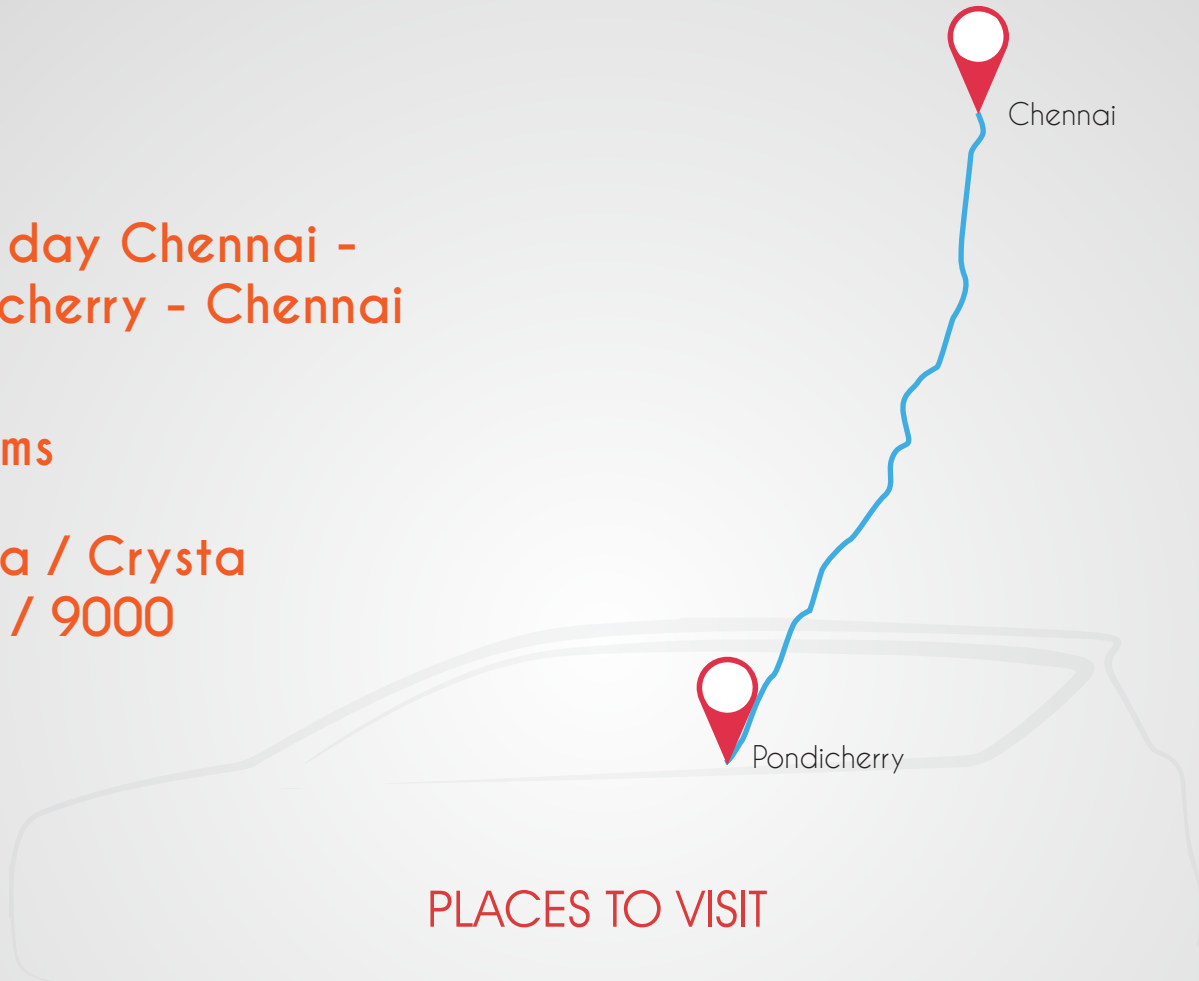 Chennai
day Chennai -
cherry - Chennai
ms
a / Crysta
/ 9000
Pondicherry
PLACES TO VISIT